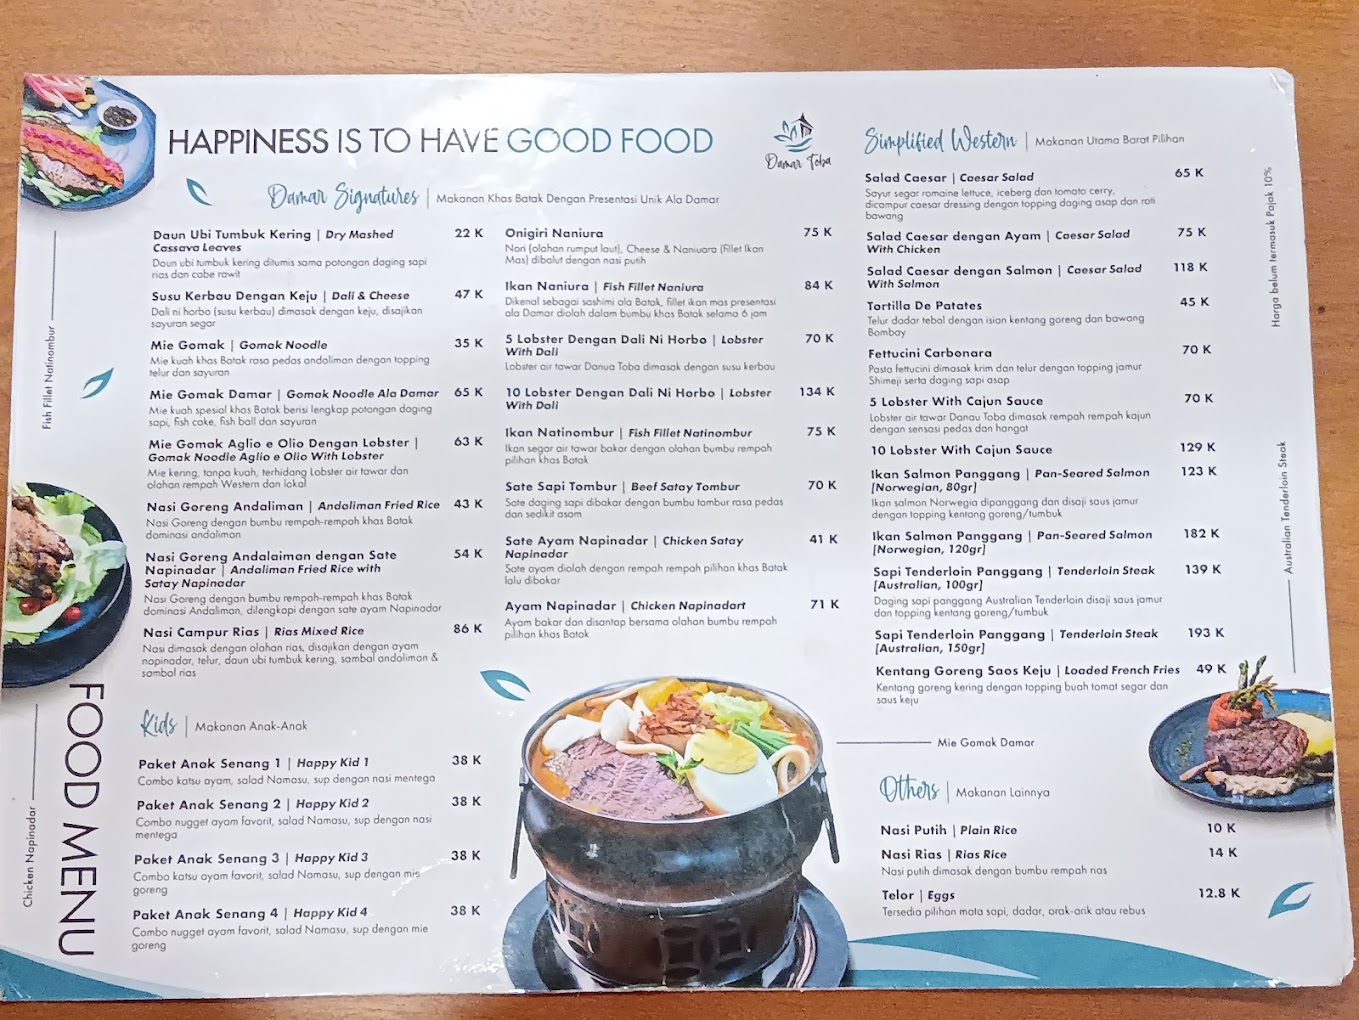 HAPPINESS IS TO HAVE GOOD FOOD
Damar Toba
Damar Signatures | Makanan Khas Batak Dengan Presentasi Unik Ala Damar
Daun Ubi Tumbuk Kering | Dry Mashed 22 K
Cassava Leaves
Daun ubi tumbuk kering ditumis sama potongan daging sapi
rias dan cabe rawit
Susu Kerbau Dengan Keju | Dali & Cheese 47 K
Dali ni horbo (susu kerbau) dimasak dengan keju, disajikan
sayuran segar
Mie Gomak | Gomak Noodle 35 K
Mie kuah khas Batak rasa pedas andaliman dengan topping
telur dan sayuran
Mie Gomak Damar | Gomak Noodle Ala Damar 65 K
Mie kuah spesial khas Batak berisi lengkap potongan daging
sapi, fish cake, fish ball dan sayuran
Mie Gomak Aglio e Olio Dengan Lobster | 63 K
Gomak Noodle Aglio e Olio With Lobster
Mie kering, tanpa kuah, terhidang Lobster air tawar dan
olahan rempah Western dan lokal
Nasi Goreng Andaliman | Andaliman Fried Rice 43 K
Nasi Goreng dengan bumbu rempah-rempah khas Batak
dominasi andaliman
Nasi Goreng Andalaiman dengan Sate 54 K
Napinadar | Andaliman Fried Rice with
Satay Napinadar
Nasi Goreng dengan bumbu rempah-rempah khas Batak
dominasi Andaliman, dilengkapi dengan sate ayam Napinadar
Nasi Campur Rias | Rias Mixed Rice 86 K
Nasi dimasak dengan olahan rias, disajikan dengan ayam
napinadar, telur, daun ubi tumbuk kering, sambal andaliman &
sambal rias
Onigiri Naniura 75 K
Nori (olahan rumput laut), Cheese & Naniuara (fillet Ikan
Mas) dibalut dengan nasi putih
Ikan Naniura | Fish Fillet Naniura 84 K
Dikenal sebagai sashimi ala Batak, fillet ikan mas presentasi
ala Damar diolah dalam bumbu khas Batak selama 6 jam
5 Lobster Dengan Dali Ni Horbo | Lobster 70 K
With Dali
Lobster air tawar Danua Toba dimasak dengan susu kerbau
10 Lobster Dengan Dali Ni Horbo | Lobster 134 K
With Dali
Ikan Natinombur | Fish Fillet Natinombur 75 K
Ikan segar air tawar bakar dengan olahan bumbu rempah
pilihan khas Batak
Sate Sapi Tombur | Beef Satay Tombur 70 K
Sate daging sapi dibakar dengan bumbu tombur rasa pedas
dan sedikit asam
Sate Ayam Napinadar | Chicken Satay 41 K
Napinadar
Sate ayam diolah dengan rempah rempah pilihan khas Batak
lalu dibakar
Ayam Napinadar | Chicken Napinadart 71 K
Ayam bakar dan disantap bersama olahan bumbu rempah
pilihan khas Batak
Simplified Western | Makanan Utama Barat Pilihan
Salad Caesar | Caesar Salad 65 K
Sayur segar romaine lettuce, iceberg dan tomato cerry,
dicampur caesar dressing dengan topping daging asap dan roti
bawang
Salad Caesar dengan Ayam | Caesar Salad 75 K
With Chicken
Salad Caesar dengan Salmon | Caesar Salad 118 K
With Salmon
Tortilla De Patates 45 K
Telur dadar tebal dengan isian kentang goreng dan bawang
Bombay
Fettucini Carbonara 70 K
Pasta fettucini dimasak krim dan telur dengan topping jamur
Shimeji serta daging sapi asap
5 Lobster With Cajun Sauce 70 K
Lobster air tawar Danau Toba dimasak rempah rempah kajun
dengan sensasi pedas dan hangat
10 Lobster With Cajun Sauce 129 K
Ikan Salmon Panggang | Pan-Seared Salmon 123 K
[Norwegian, 80gr]
Ikan salmon Norwegia dipanggang dan disaji saus jamur
dengan topping kentang goreng/tumbuk
Ikan Salmon Panggang | Pan-Seared Salmon 182 K
[Norwegian, 120gr]
Sapi Tenderloin Panggang | Tenderloin Steak 139 K
[Australian, 100gr]
Daging sapi panggang Australian Tenderloin disaji saus jamur
dan topping kentang goreng/tumbuk
Sapi Tenderloin Panggang | Tenderloin Steak 193 K
[Australian, 150gr]
Kentang Goreng Saos Keju | Loaded French Fries 49 K
Kentang goreng kering dengan topping buah tomat segar dan
saus keju
Kids | Makanan Anak-Anak
Paket Anak Senang 1 | Happy Kid 1 38 K
Combo katsu ayam, salad Namasu, sup dengan nasi mentega
Paket Anak Senang 2 | Happy Kid 2 38 K
Combo nugget ayam favorit, salad Namasu, sup dengan nasi
mentega
Paket Anak Senang 3 | Happy Kid 3 38 K
Combo katsu ayam favorit, salad Namasu, sup dengan mie
goreng
Paket Anak Senang 4 | Happy Kid 4 38 K
Combo nugget ayam favorit, salad Namasu, sup dengan mie
goreng
Mie Gomak Damar
Others | Makanan Lainnya
Nasi Putih | Plain Rice 10 K
Nasi Rias | Rias Rice 14 K
Nasi putih dimasak dengan bumbu rempah rias
Telor | Eggs 12.8 K
Tersedia pilihan mata sapi, dadar, orak-arik atau rebus
Fish Fillet Natinombur
Chicken Napinadar
FOOD MENU
Harga belum termasuk Pajak 10%
Australian Tenderloin Steak